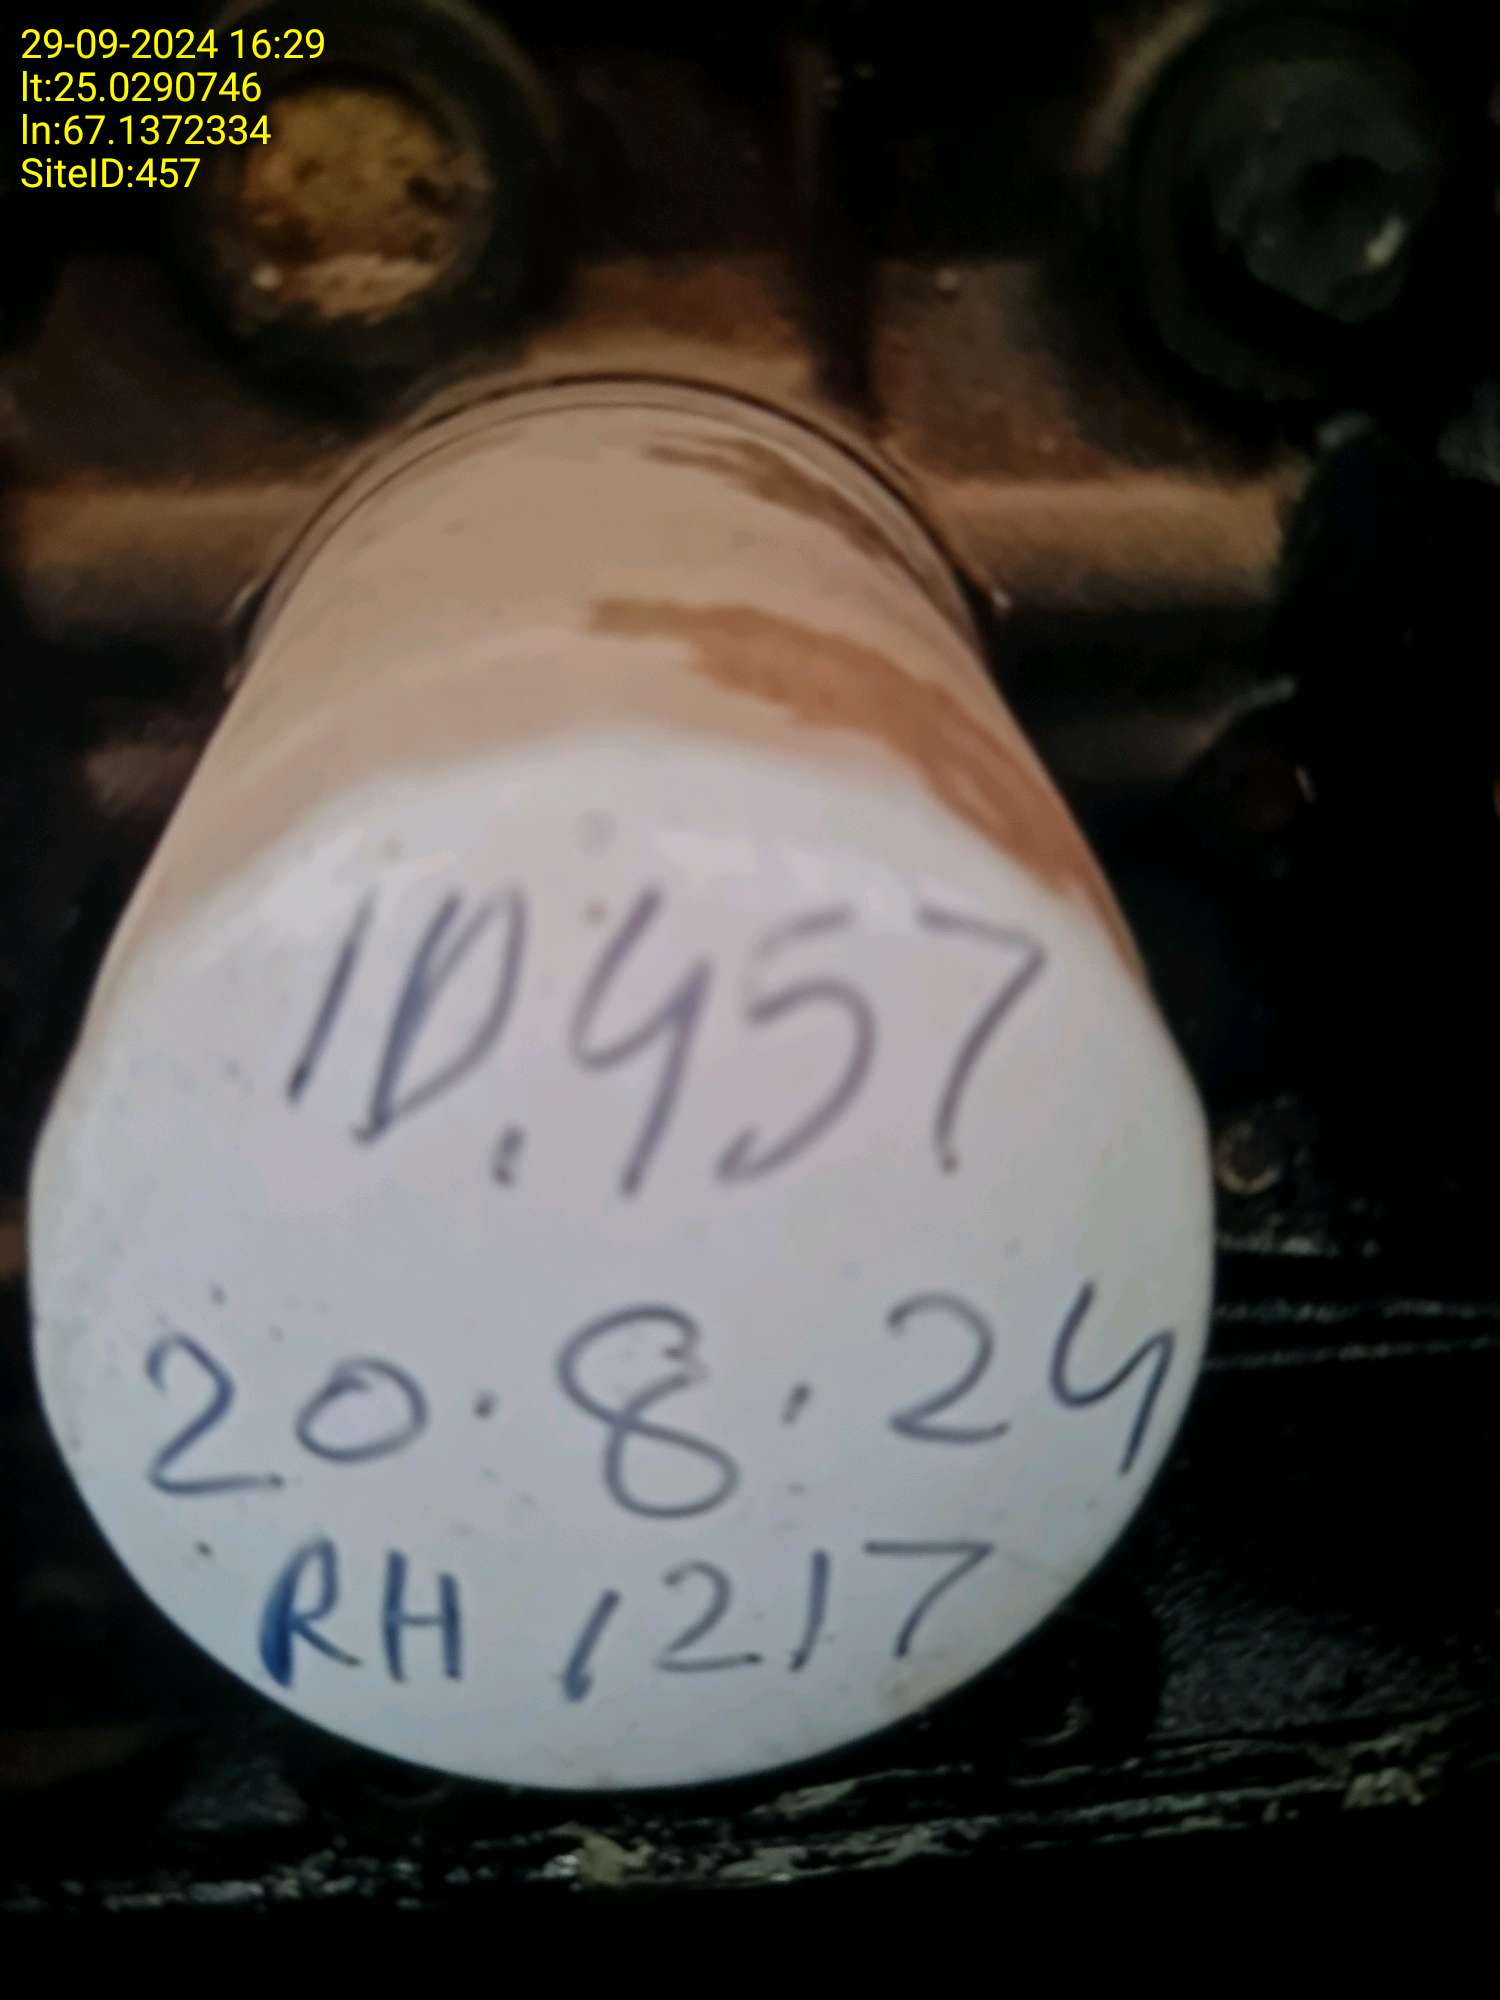 29-09-2024 16:29
lt:25.0290746
ln:67.1372334
SiteID:457
ID.457
20.8.24
RH 1217